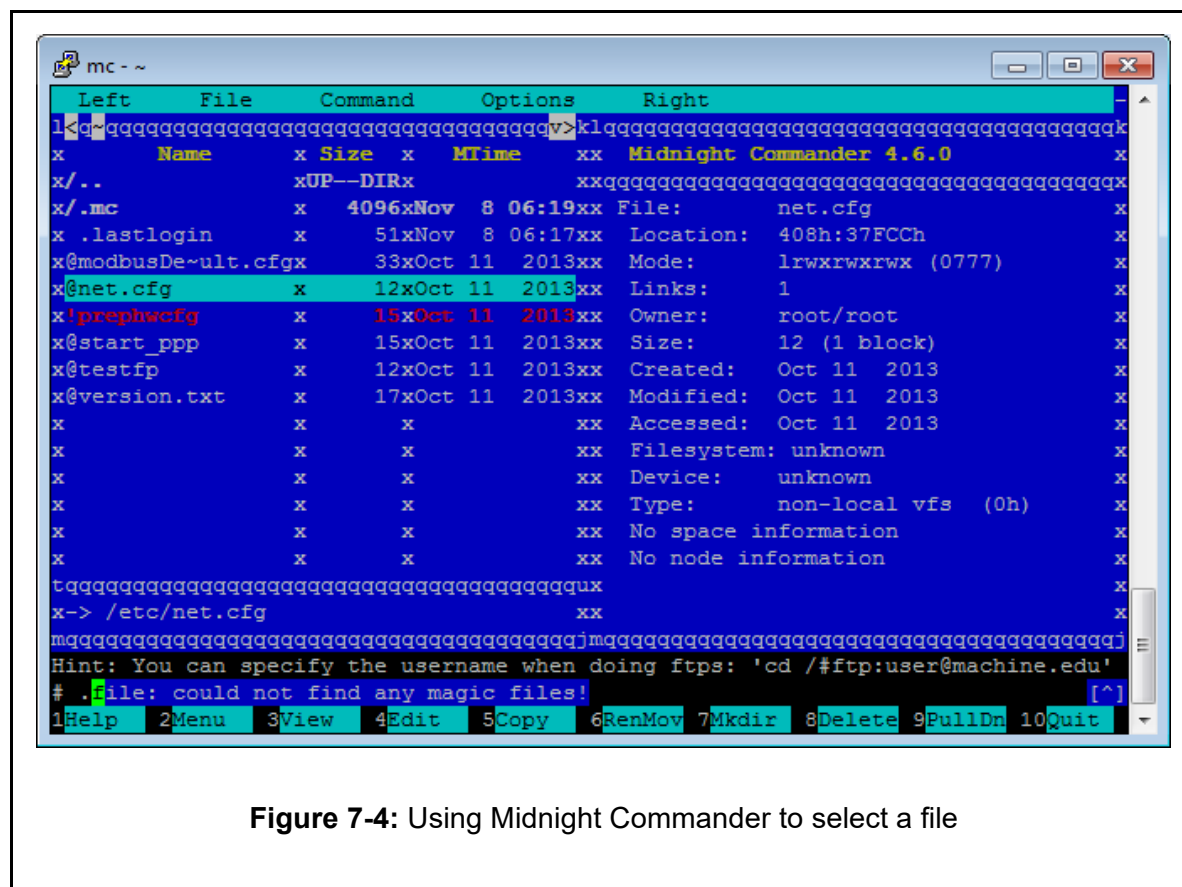 mc - ~
Left File Command Options Right -
l<q~qqqqqqqqqqqqqqqqqqqqqqqqqqqqqqqqqv>klqqqqqqqqqqqqqqqqqqqqqqqqqqqqqqqqqqqqqqk
x Name x Size x MTime xx Midnight Commander 4.6.0 x
x/.. xUP--DIRx xxqqqqqqqqqqqqqqqqqqqqqqqqqqqqqqqqqqqqqqx
x/.mc x 4096xNov 8 06:19xx File: net.cfg x
x .lastlogin x 51xNov 8 06:17xx Location: 408h:37FCCh x
x@modbusDe~ult.cfgx 33xOct 11 2013xx Mode: lrwxrwxrwx (0777) x
x@net.cfg x 12xOct 11 2013xx Links: 1 x
x!prephwcfg x 15xOct 11 2013xx Owner: root/root x
x@start_ppp x 15xOct 11 2013xx Size: 12 (1 block) x
x@testfp x 12xOct 11 2013xx Created: Oct 11 2013 x
x@version.txt x 17xOct 11 2013xx Modified: Oct 11 2013 x
x x x xx Accessed: Oct 11 2013 x
x x x xx Filesystem: unknown x
x x x xx Device: unknown x
x x x xx Type: non-local vfs (0h) x
x x x xx No space information x
x x x xx No node information x
tqqqqqqqqqqqqqqqqqqqqqqqqqqqqqqqqqqqqqqux x
x-> /etc/net.cfg xx x
mqqqqqqqqqqqqqqqqqqqqqqqqqqqqqqqqqqqqqqjmqqqqqqqqqqqqqqqqqqqqqqqqqqqqqqqqqqqqqqj
Hint: You can specify the username when doing ftps: 'cd /#ftp:user@machine.edu'
# .file: could not find any magic files! [^]
1Help 2Menu 3View 4Edit 5Copy 6RenMov 7Mkdir 8Delete 9PullDn 10Quit
Figure 7-4: Using Midnight Commander to select a file